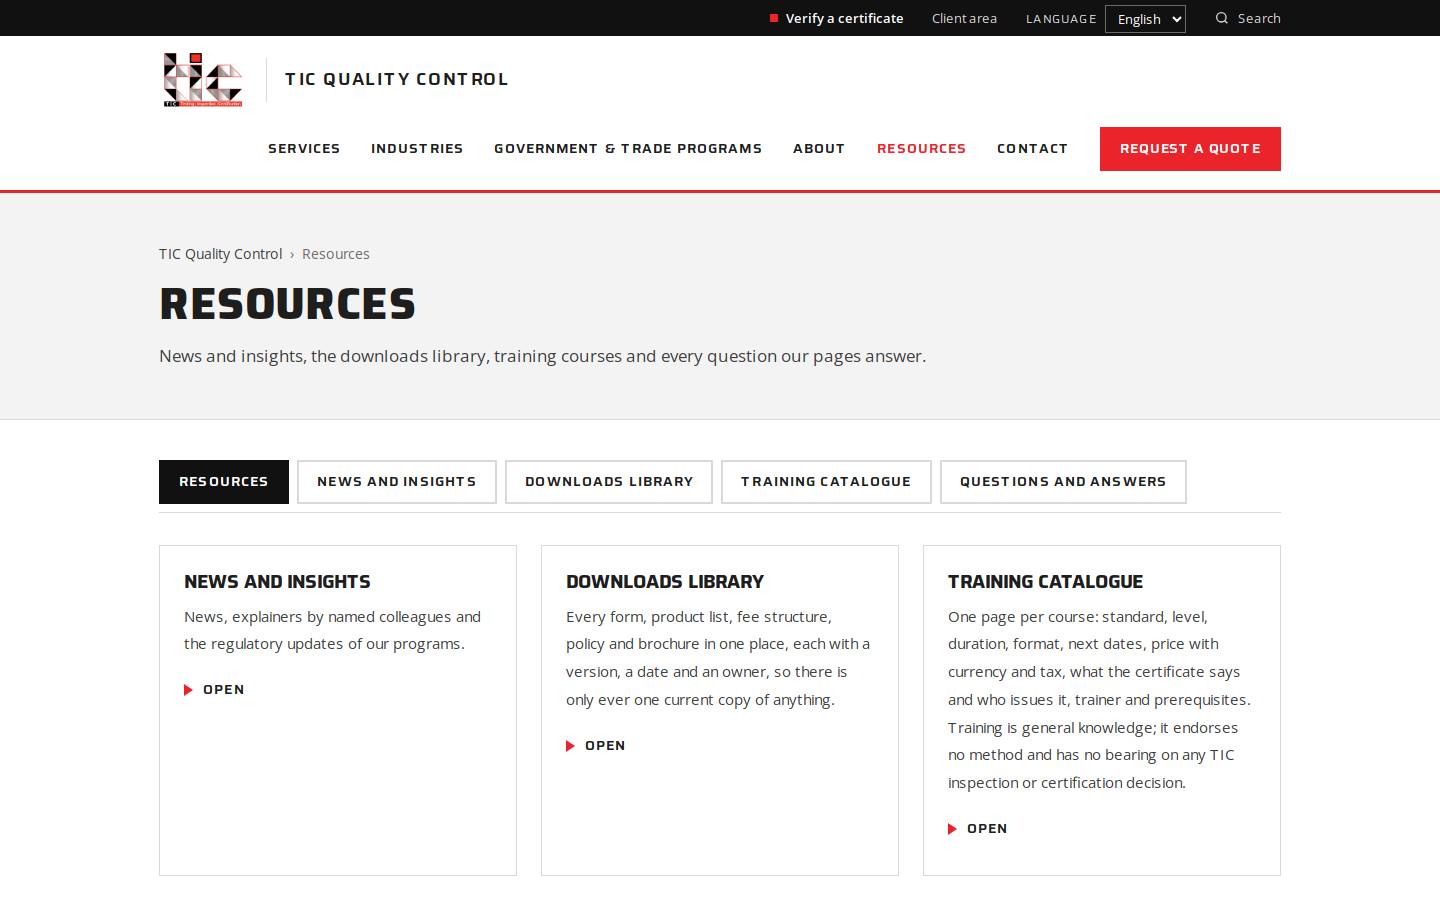 Verify a certificate
Client area
LANGUAGE
English
Search
tic
TIC Testing Inspection Certification
TIC QUALITY CONTROL
SERVICES
INDUSTRIES
GOVERNMENT & TRADE PROGRAMS
ABOUT
RESOURCES
CONTACT
REQUEST A QUOTE
TIC Quality Control › Resources
RESOURCES
News and insights, the downloads library, training courses and every question our pages answer.
RESOURCES
NEWS AND INSIGHTS
DOWNLOADS LIBRARY
TRAINING CATALOGUE
QUESTIONS AND ANSWERS
NEWS AND INSIGHTS
News, explainers by named colleagues and
the regulatory updates of our programs.
OPEN
DOWNLOADS LIBRARY
Every form, product list, fee structure,
policy and brochure in one place, each with a
version, a date and an owner, so there is
only ever one current copy of anything.
OPEN
TRAINING CATALOGUE
One page per course: standard, level,
duration, format, next dates, price with
currency and tax, what the certificate says
and who issues it, trainer and prerequisites.
Training is general knowledge; it endorses
no method and has no bearing on any TIC
inspection or certification decision.
OPEN